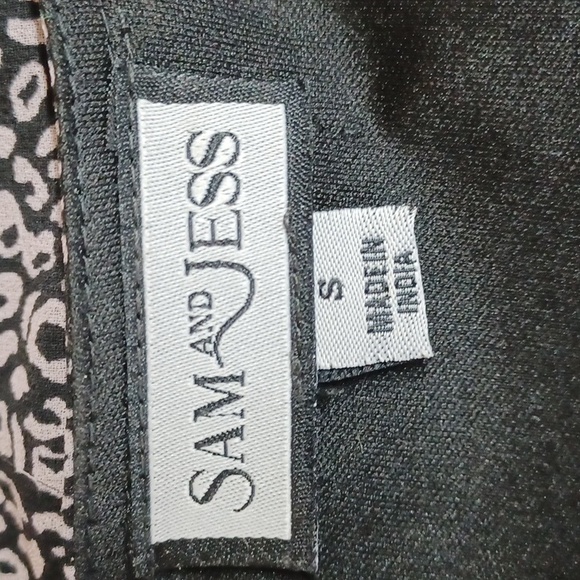 SAM AND JESS
S
MADE IN
INDIA